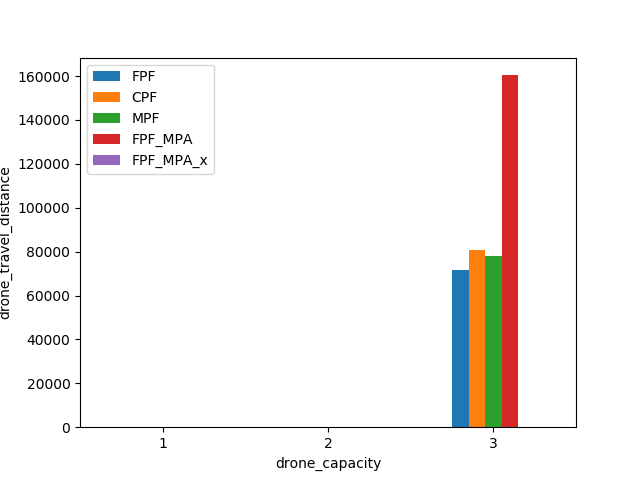 FPF
CPF
MPF
FPF_MPA
FPF_MPA_x
160000
140000
120000
100000
80000
60000
40000
20000
0
drone_travel_distance
1 2 3
drone_capacity